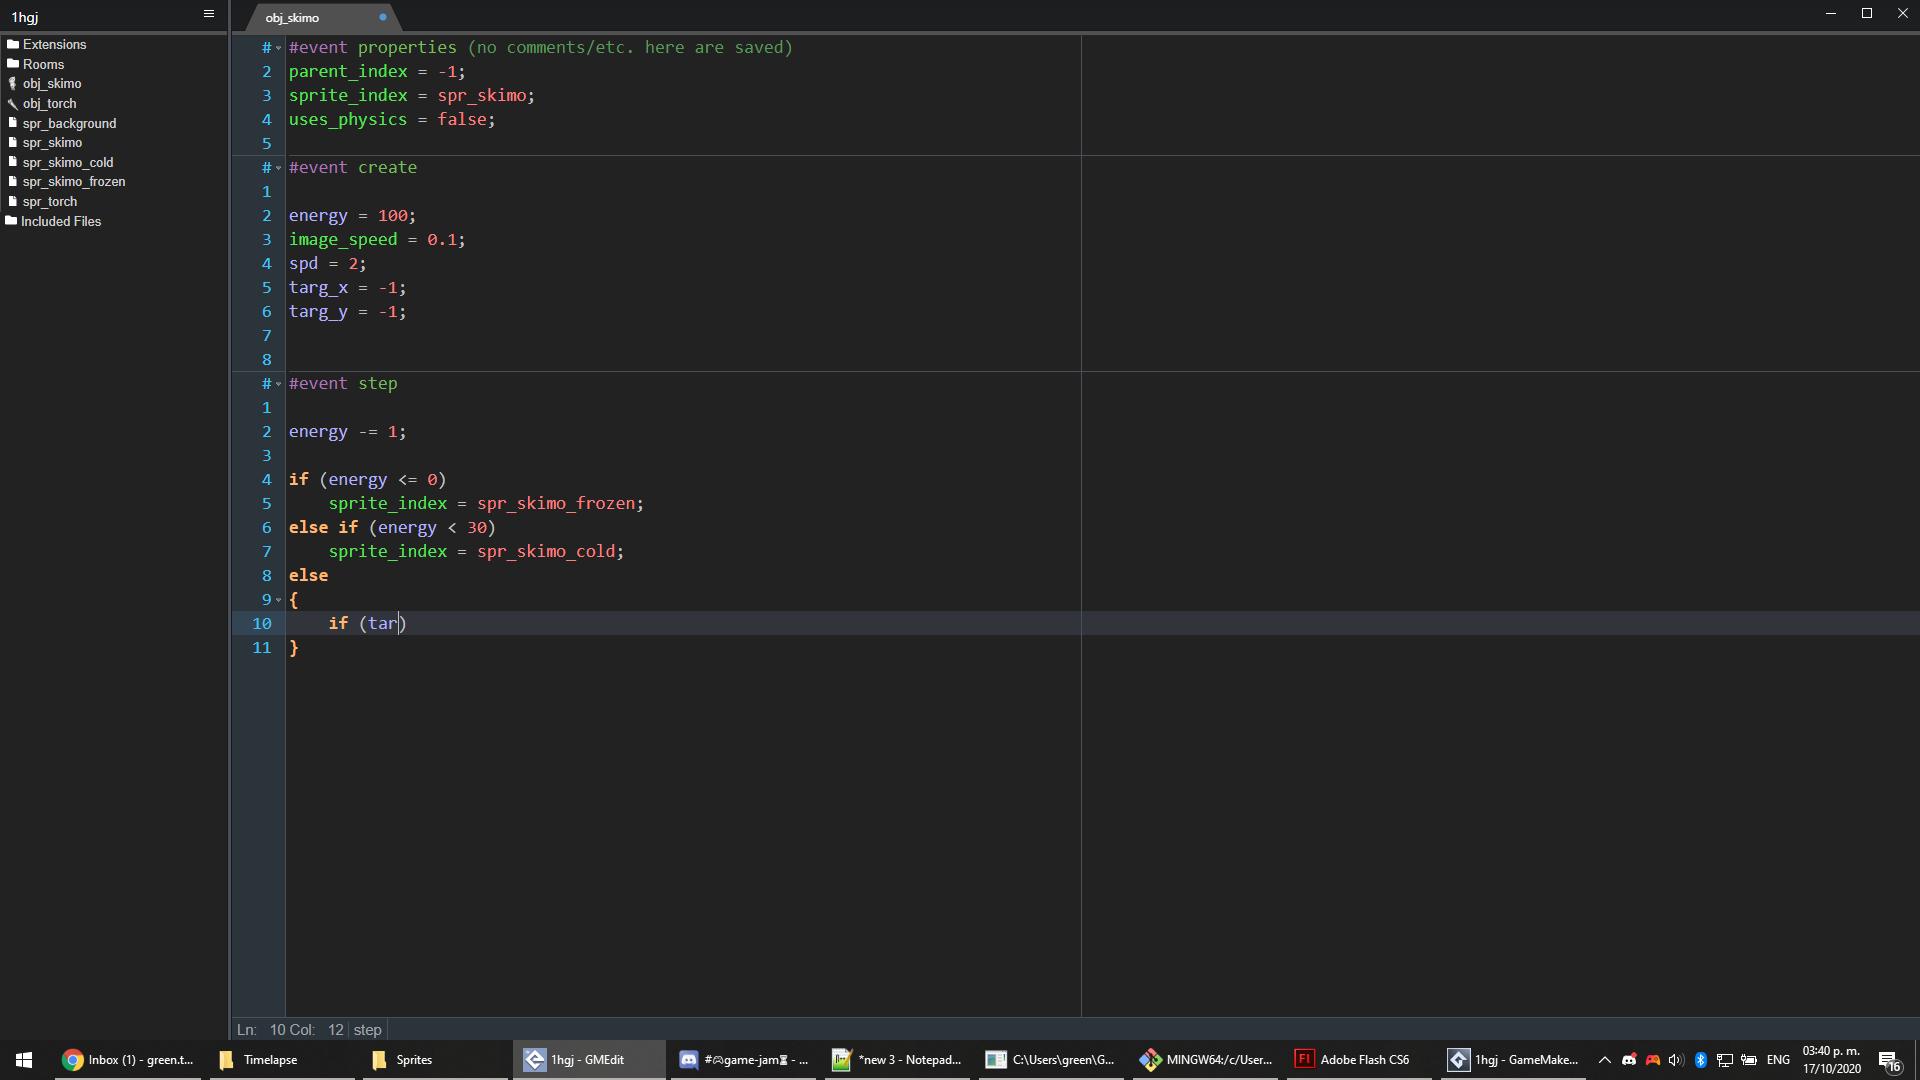 1hgj
obj_skimo
Extensions
Rooms
obj_skimo
obj_torch
spr_background
spr_skimo
spr_skimo_cold
spr_skimo_frozen
spr_torch
Included Files
# #event properties (no comments/etc. here are saved)
2 parent_index = -1;
3 sprite_index = spr_skimo;
4 uses_physics = false;
5
# #event create
1
2 energy = 100;
3 image_speed = 0.1;
4 spd = 2;
5 targ_x = -1;
6 targ_y = -1;
7
8
# #event step
1
2 energy -= 1;
3
4 if (energy <= 0)
5 sprite_index = spr_skimo_frozen;
6 else if (energy < 30)
7 sprite_index = spr_skimo_cold;
8 else
9 {
10 if (tar)
11 }
Ln: 10 Col: 12 step
Inbox (1) - green.t...
Timelapse
Sprites
1hgj - GMEdit
#🎮game-jam⏳ - ...
*new 3 - Notepad...
C:\Users\green\G...
MINGW64:/c/User...
Fl
Adobe Flash CS6
1hgj - GameMake...
ENG
03:40 p. m.
17/10/2020
16